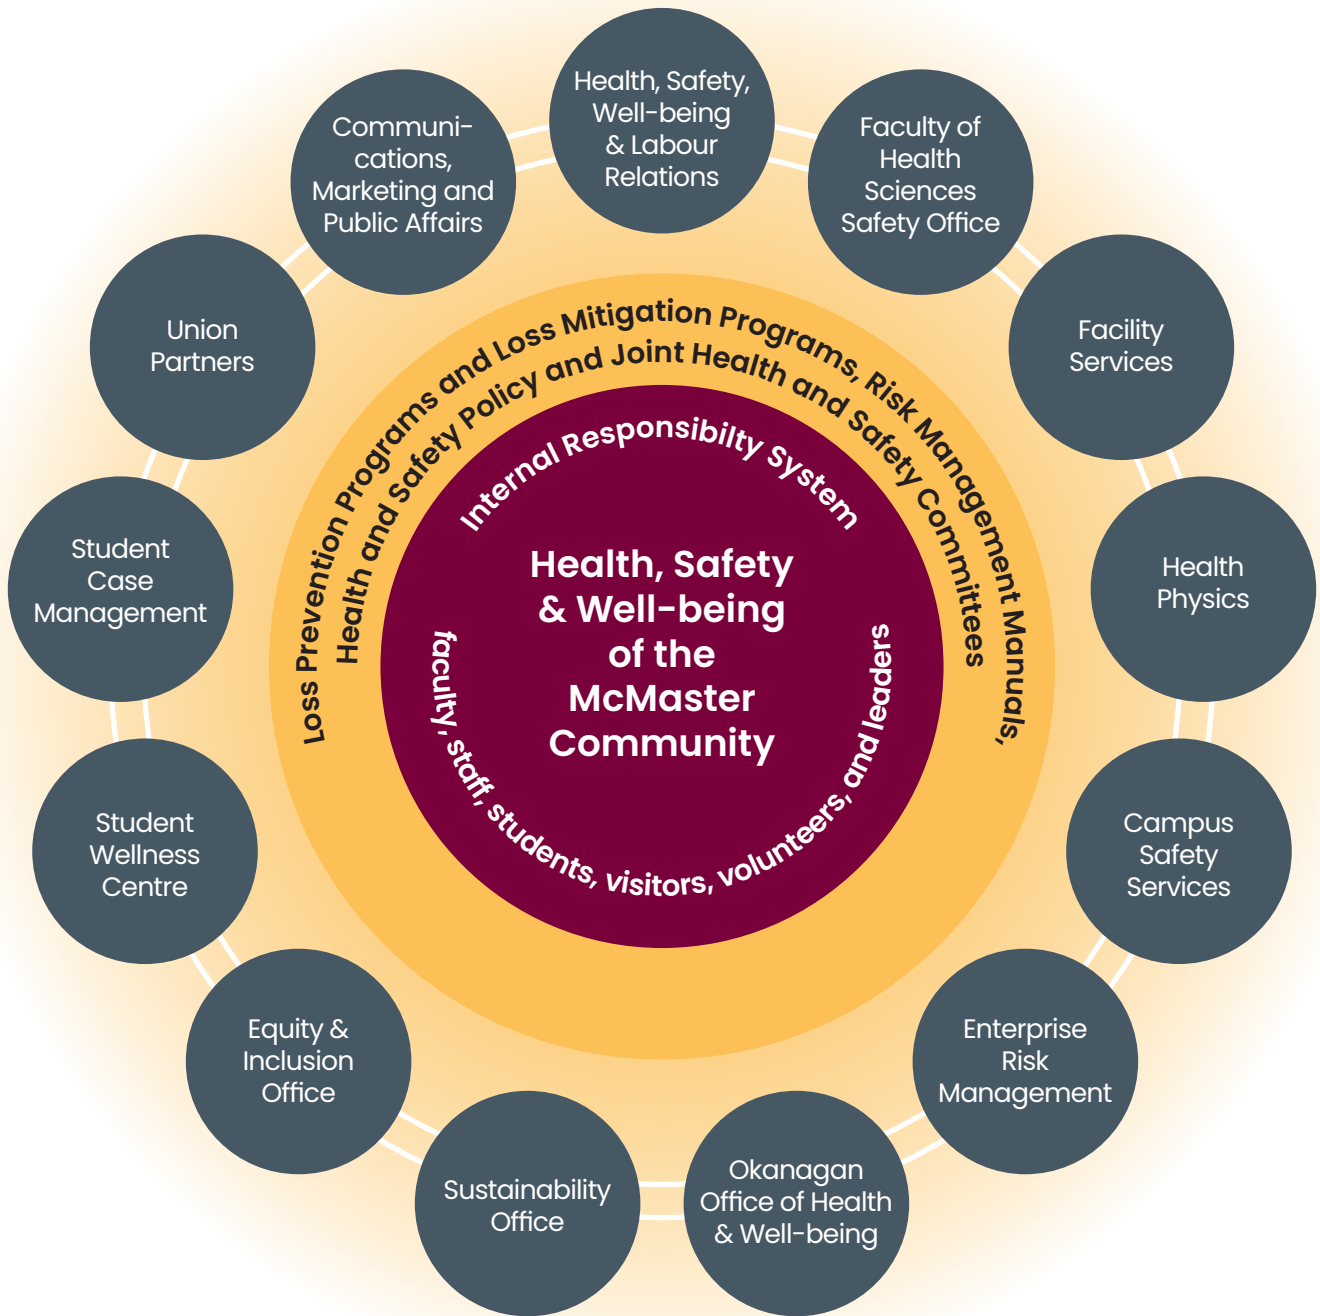 Health, Safety,
Well-being
& Labour
Relations
Faculty of
Health
Sciences
Safety Office
Facility
Services
Health
Physics
Campus
Safety
Services
Enterprise
Risk
Management
Okanagan
Office of Health
& Well-being
Sustainability
Office
Equity &
Inclusion
Office
Student
Wellness
Centre
Student
Case
Management
Union
Partners
Communi-
cations,
Marketing and
Public Affairs
Loss Prevention Programs and Loss Mitigation Programs, Risk Management Manuals,
Health and Safety Policy and Joint Health and Safety Committees
Internal Responsibilty System
Health, Safety
& Well-being
of the
McMaster
Community
faculty, staff, students, visitors, volunteers, and leaders